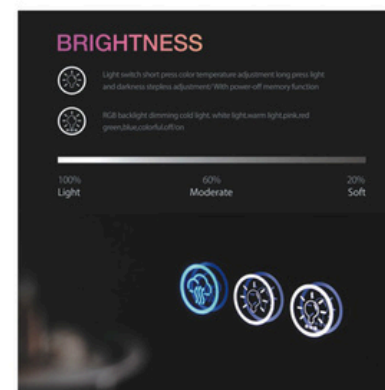 BRIGHTNESS
Light switch short press color temperature adjustment long press light
and darkness stepless adjustment/ With power-off memory function
RGB backlight dimming cold light, white light,warm light,pink,red
green,blue,colorful.off/on
100%
60%
20%
Light
Moderate
Soft